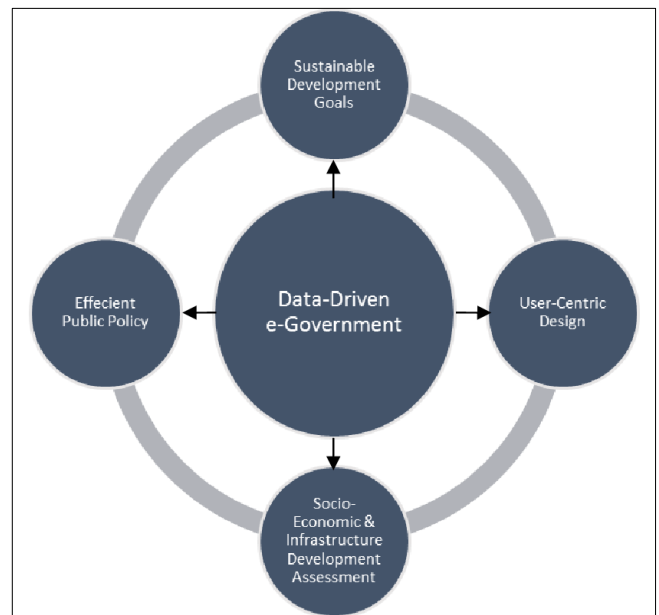 Sustainable
Development
Goals
Effecient
Public Policy
Data-Driven
e-Government
User-Centric
Design
Socio-
Economic &
Infrastructure
Development
Assessment